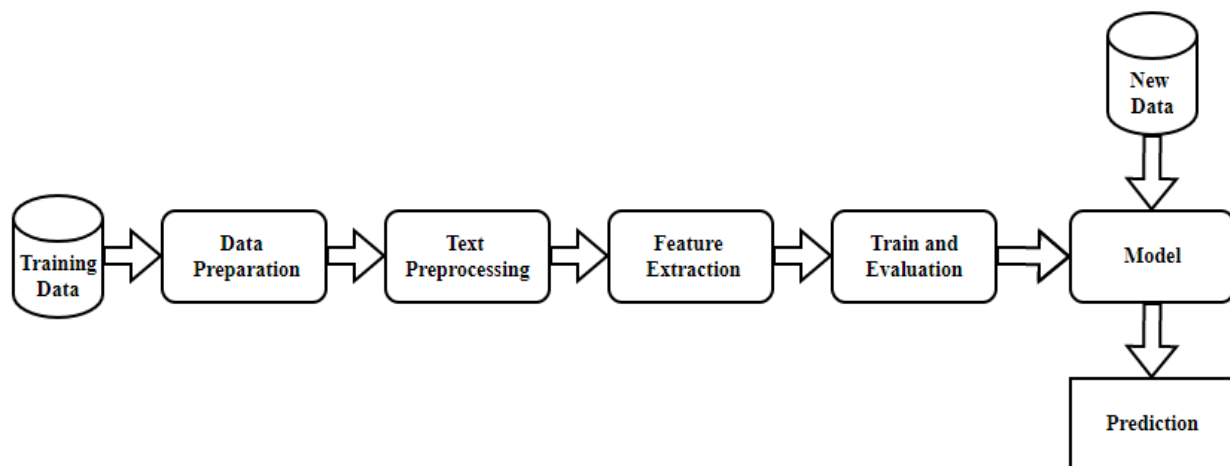 New
Data
Training
Data
Data
Preparation
Text
Preprocessing
Feature
Extraction
Train and
Evaluation
Model
Prediction